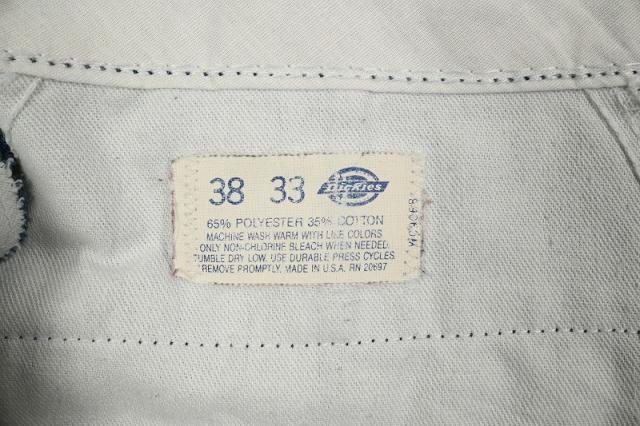 38 33 Dickies
65% POLYESTER 35% COTTON
MACHINE WASH WARM WITH LIKE COLORS
ONLY NON-CHLORINE BLEACH WHEN NEEDED
TUMBLE DRY LOW. USE DURABLE PRESS CYCLES
REMOVE PROMPTLY. MADE IN U.S.A. RN 20697